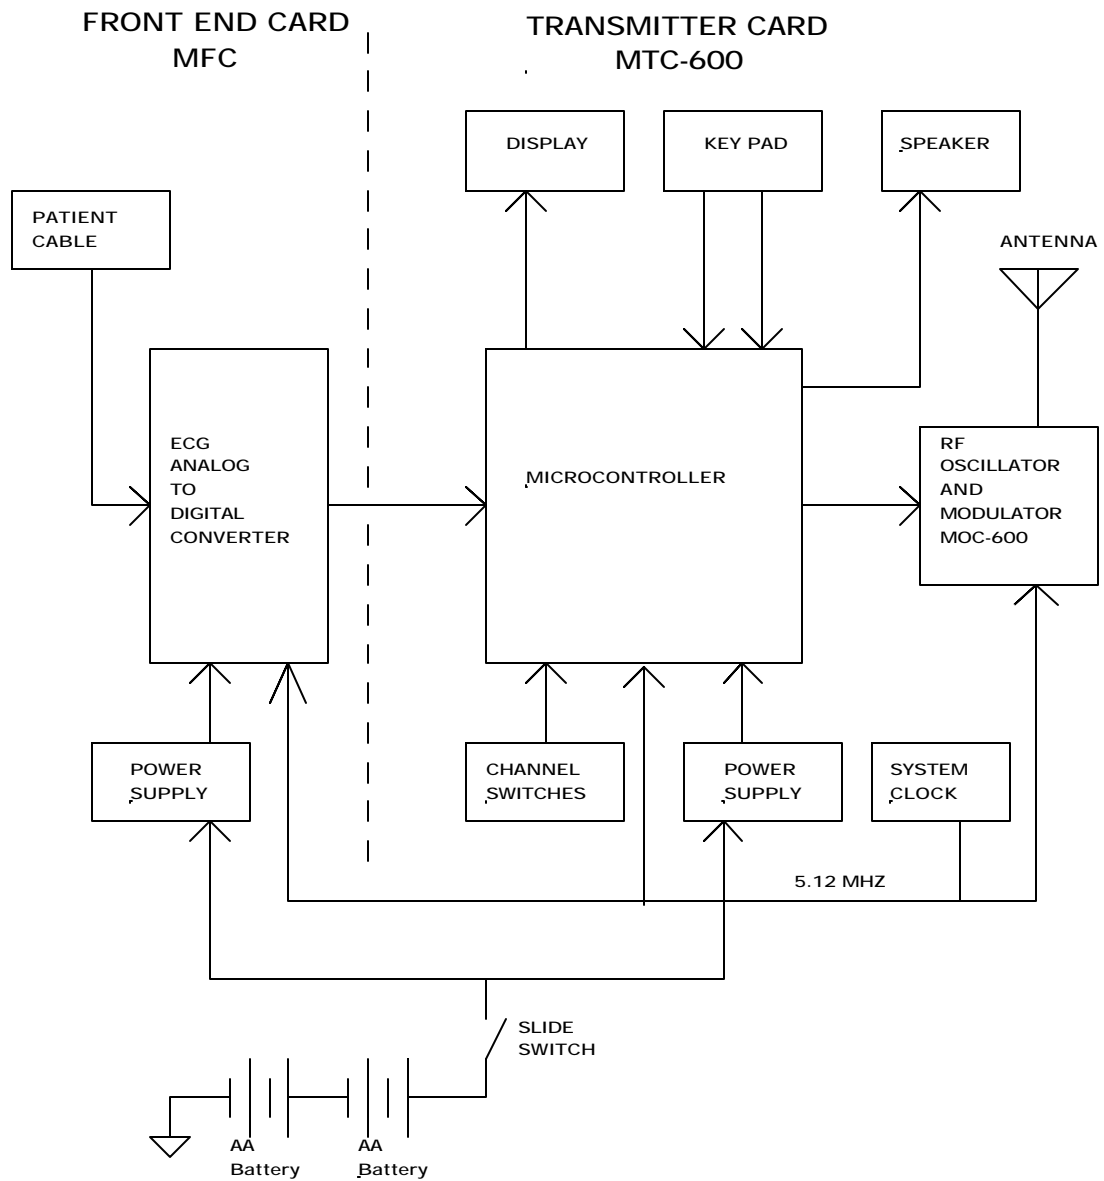 FRONT END CARD
MFC
TRANSMITTER CARD
MTC-600
DISPLAY
KEY PAD
SPEAKER
PATIENT
CABLE
ANTENNA
ECG
ANALOG
TO
DIGITAL
CONVERTER
MICROCONTROLLER
RF
OSCILLATOR
AND
MODULATOR
MOC-600
POWER
SUPPLY
CHANNEL
SWITCHES
POWER
SUPPLY
SYSTEM
CLOCK
5.12 MHZ
SLIDE
SWITCH
AA
Battery
AA
Battery